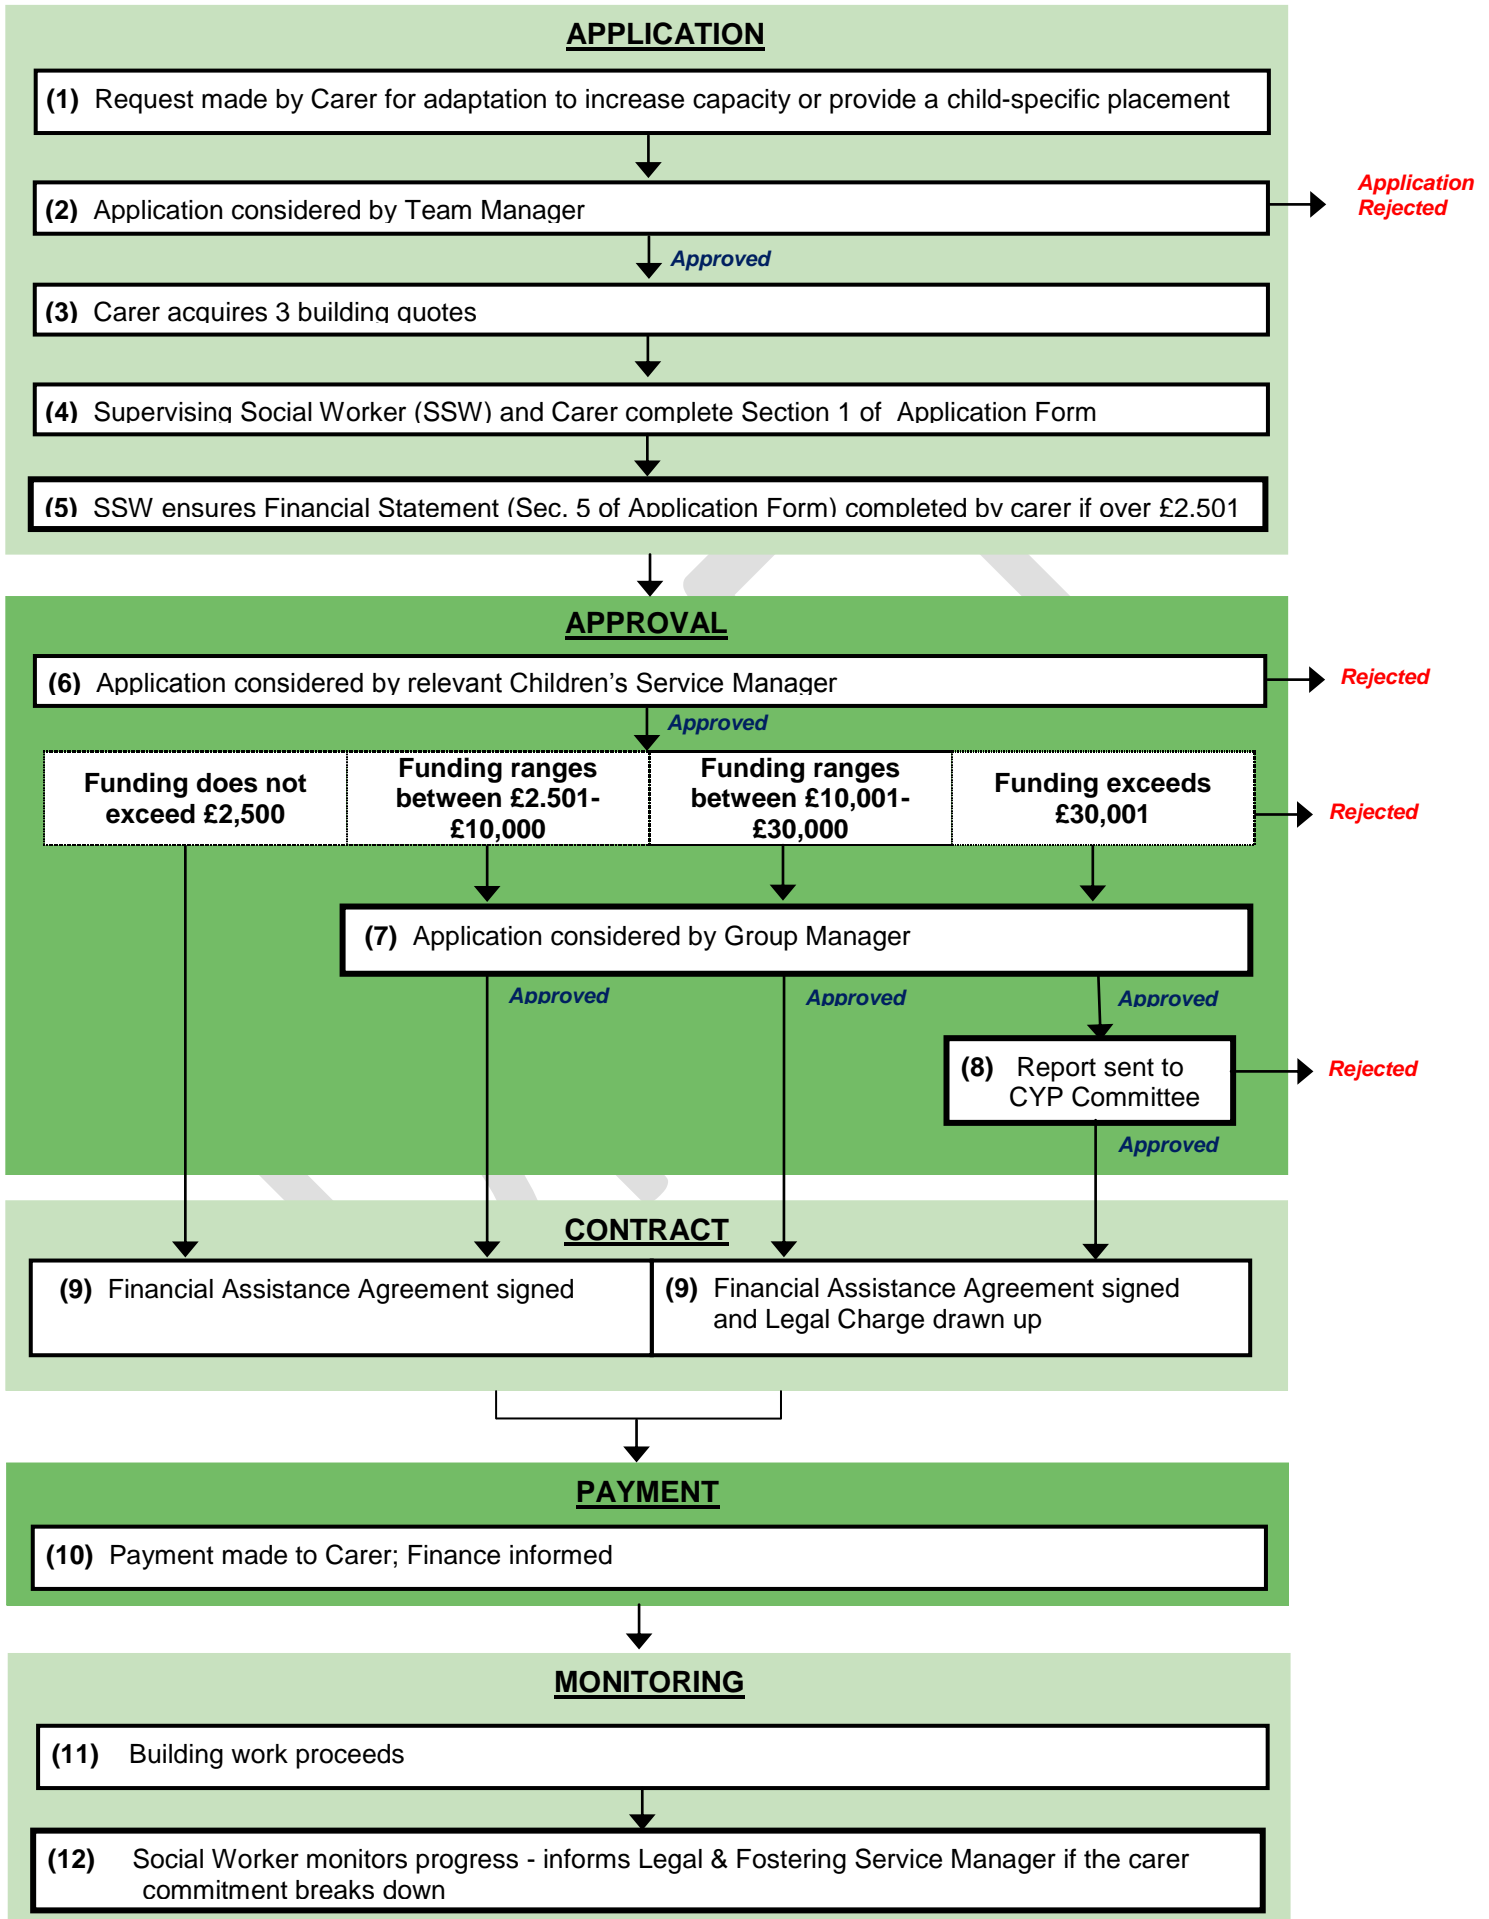 APPLICATION
(1) Request made by Carer for adaptation to increase capacity or provide a child-specific placement
(2) Application considered by Team Manager
Application
Rejected
Approved
(3) Carer acquires 3 building quotes
(4) Supervising Social Worker (SSW) and Carer complete Section 1 of Application Form
(5) SSW ensures Financial Statement (Sec. 5 of Application Form) completed by carer if over £2.501
APPROVAL
(6) Application considered by relevant Children's Service Manager
Rejected
Approved
Funding does not
exceed £2,500
Funding ranges
between £2.501-
£10,000
Funding ranges
between £10,001-
£30,000
Funding exceeds
£30,001
Rejected
(7) Application considered by Group Manager
Approved
Approved
Approved
(8) Report sent to
CYP Committee
Rejected
Approved
CONTRACT
(9) Financial Assistance Agreement signed
(9) Financial Assistance Agreement signed
and Legal Charge drawn up
PAYMENT
(10) Payment made to Carer; Finance informed
MONITORING
(11) Building work proceeds
(12) Social Worker monitors progress - informs Legal & Fostering Service Manager if the carer
commitment breaks down